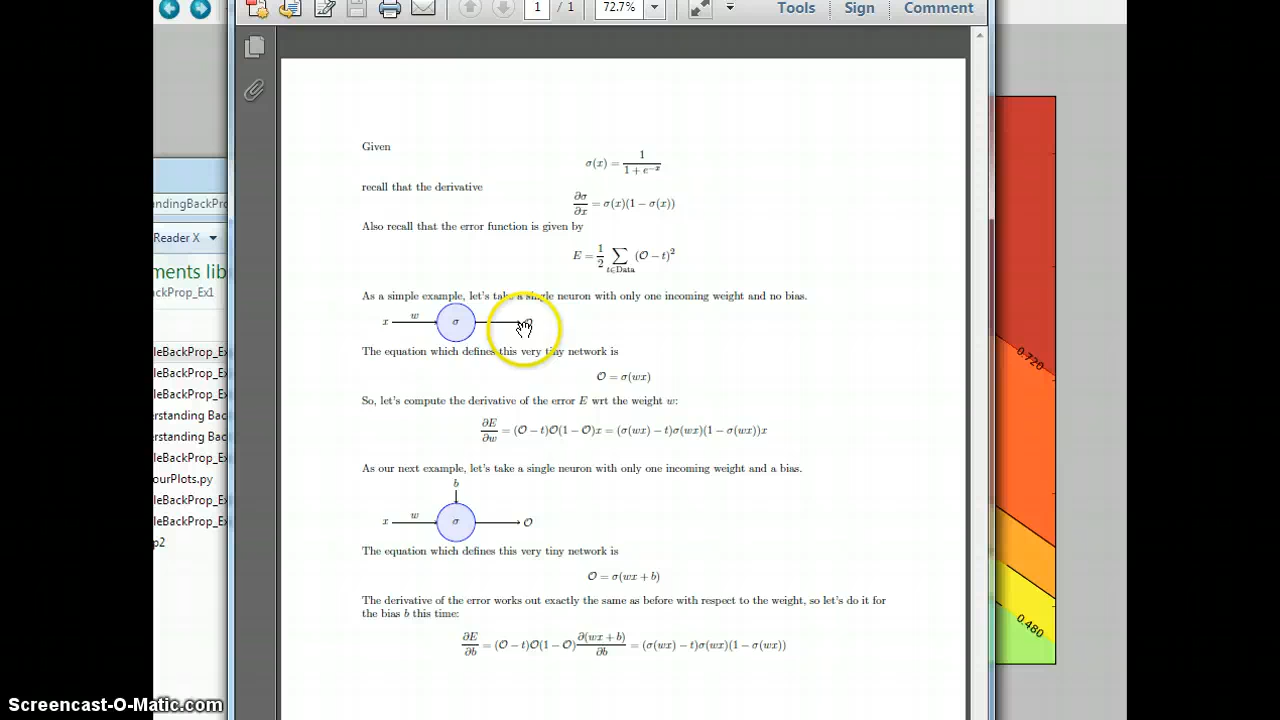 1 / 1 72.7% Tools Sign Comment
Given
σ(x) = 1 / (1 + e^{-x})
recall that the derivative
∂σ/∂x = σ(x)(1 − σ(x))
Also recall that the error function is given by
E = 1/2 ∑_{t∈Data} (O − t)^2
As a simple example, let's take a single neuron with only one incoming weight and no bias.
x w σ O
The equation which defines this very tiny network is
O = σ(wx)
So, let's compute the derivative of the error E wrt the weight w:
∂E/∂w = (O − t)O(1 − O)x = (σ(wx) − t)σ(wx)(1 − σ(wx))x
As our next example, let's take a single neuron with only one incoming weight and a bias.
b
x w σ O
The equation which defines this very tiny network is
O = σ(wx + b)
The derivative of the error works out exactly the same as before with respect to the weight, so let's do it for
the bias b this time:
∂E/∂b = (O − t)O(1 − O) ∂(wx + b)/∂b = (σ(wx) − t)σ(wx)(1 − σ(wx))
andingBackPro
Reader X
ments lib
ackProp_Ex1
leBackProp_Ex
leBackProp_Ex
leBackProp_Ex
erstanding Back
erstanding Back
leBackProp_Ex
ourPlots.py
leBackProp_Ex
leBackProp_Ex
p2
0.720
0.480
Screencast-O-Matic.com